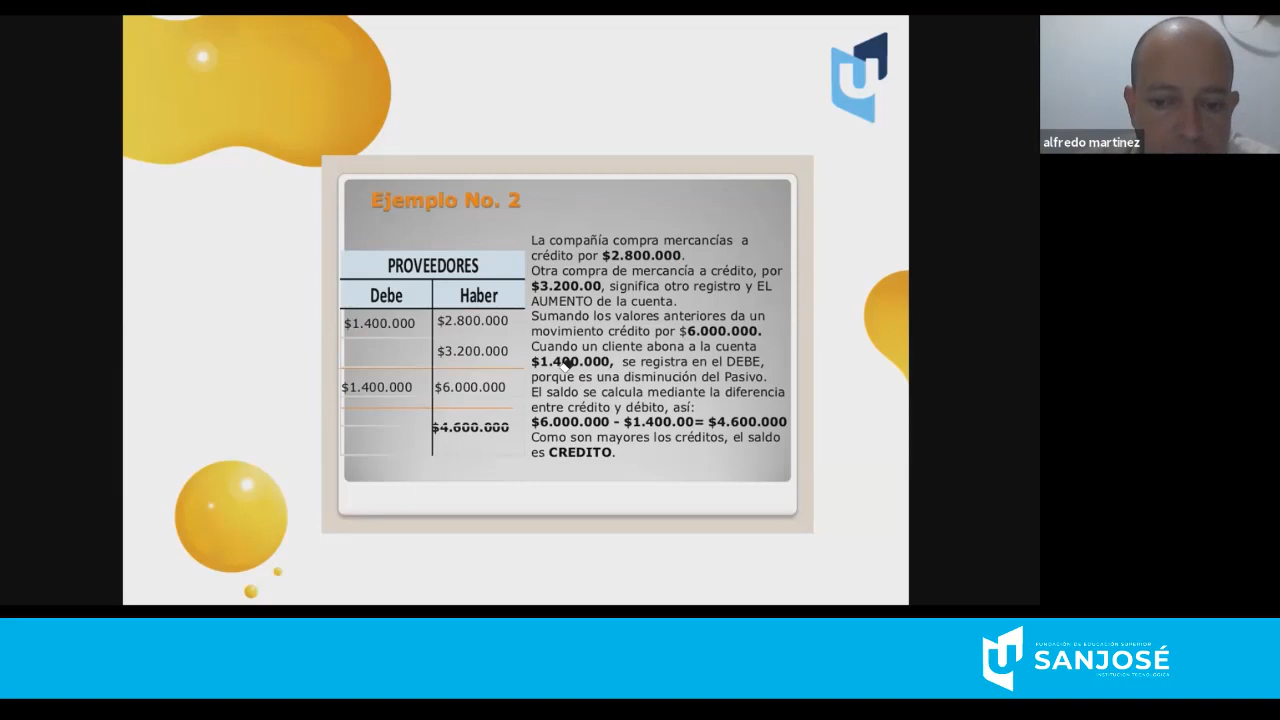 alfredo martinez
Ejemplo No. 2
PROVEEDORES
Debe Haber
$1.400.000 $2.800.000
$3.200.000
$1.400.000 $6.000.000
$4.600.000
La compañía compra mercancías a
crédito por $2.800.000.
Otra compra de mercancía a crédito, por
$3.200.00, significa otro registro y EL
AUMENTO de la cuenta.
Sumando los valores anteriores da un
movimiento crédito por $6.000.000.
Cuando un cliente abona a la cuenta
$1.400.000, se registra en el DEBE,
porque es una disminución del Pasivo.
El saldo se calcula mediante la diferencia
entre crédito y débito, así:
$6.000.000 - $1.400.00= $4.600.000
Como son mayores los créditos, el saldo
es CREDITO.
FUNDACIÓN DE EDUCACIÓN SUPERIOR
SANJOSÉ
INSTITUCIÓN TECNOLÓGICA